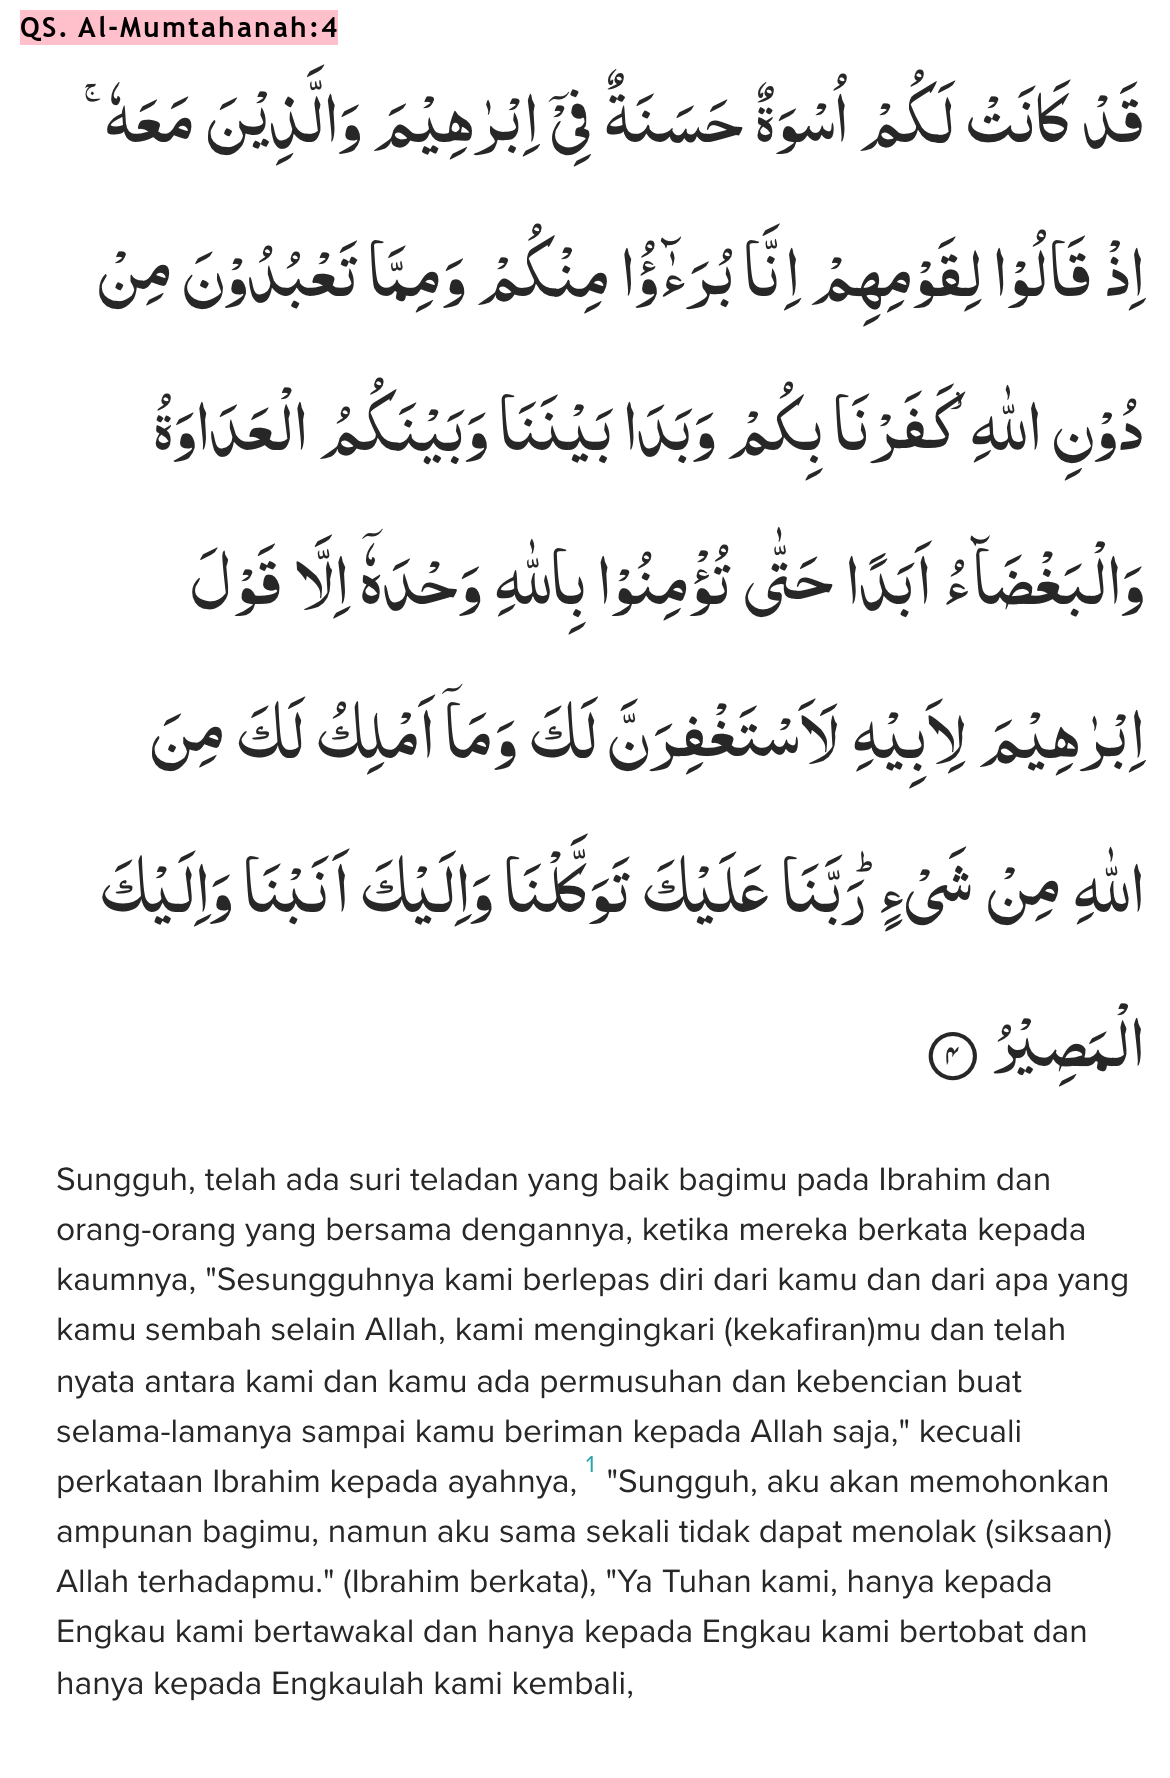 QS. Al-Mumtahanah:4
قَدْ كَانَتْ لَكُمْ اُسْوَةٌ حَسَنَةٌ فِيْٓ اِبْرٰهِيْمَ وَالَّذِيْنَ مَعَهٗۚ
اِذْ قَالُوْا لِقَوْمِهِمْ اِنَّا بُرَءٰۤؤُا مِنْكُمْ وَمِمَّا تَعْبُدُوْنَ مِنْ
دُوْنِ اللّٰهِ ۖ كَفَرْنَا بِكُمْ وَبَدَا بَيْنَنَا وَبَيْنَكُمُ الْعَدَاوَةُ
وَالْبَغْضَاۤءُ اَبَدًا حَتّٰى تُؤْمِنُوْا بِاللّٰهِ وَحْدَهٗٓ اِلَّا قَوْلَ
اِبْرٰهِيْمَ لِاَبِيْهِ لَاَسْتَغْفِرَنَّ لَكَ وَمَآ اَمْلِكُ لَكَ مِنَ
اللّٰهِ مِنْ شَيْءٍ ۗ رَبَّنَا عَلَيْكَ تَوَكَّلْنَا وَاِلَيْكَ اَنَبْنَا وَاِلَيْكَ
الْمَصِيْرُ ٤
Sungguh, telah ada suri teladan yang baik bagimu pada Ibrahim dan
orang-orang yang bersama dengannya, ketika mereka berkata kepada
kaumnya, "Sesungguhnya kami berlepas diri dari kamu dan dari apa yang
kamu sembah selain Allah, kami mengingkari (kekafiran)mu dan telah
nyata antara kami dan kamu ada permusuhan dan kebencian buat
selama-lamanya sampai kamu beriman kepada Allah saja," kecuali
perkataan Ibrahim kepada ayahnya, 1 "Sungguh, aku akan memohonkan
ampunan bagimu, namun aku sama sekali tidak dapat menolak (siksaan)
Allah terhadapmu." (Ibrahim berkata), "Ya Tuhan kami, hanya kepada
Engkau kami bertawakal dan hanya kepada Engkau kami bertobat dan
hanya kepada Engkaulah kami kembali,